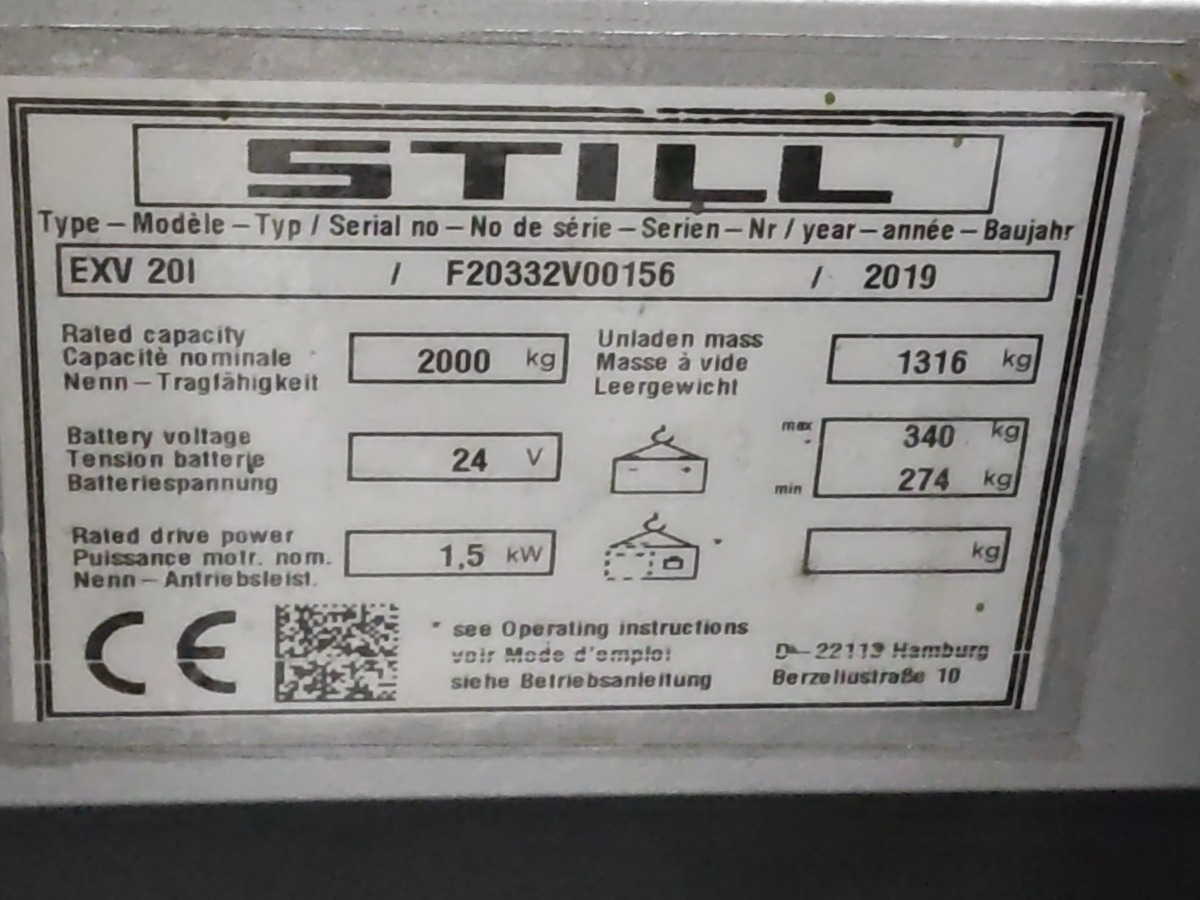 STILL
Type – Modèle – Typ / Serial no – No de série – Serien – Nr / year – année – Baujahr
EXV 20I / F20332V00156 / 2019
Rated capacity
Capacitè nominale
Nenn – Tragfähigkeit
2000 kg
Unladen mass
Masse à vide
Leergewicht
1316 kg
Battery voltage
Tension batterie
Batteriespannung
24 V
- +
max 340 kg
min 274 kg
Rated drive power
Puissance motr. nom.
Nenn – Antriebsleist.
1,5 kW
*
kg
CE
* see Operating instructions
voir Mode d'emploi
siehe Betriebsanleitung
D – 22113 Hamburg
Berzeliustraße 10